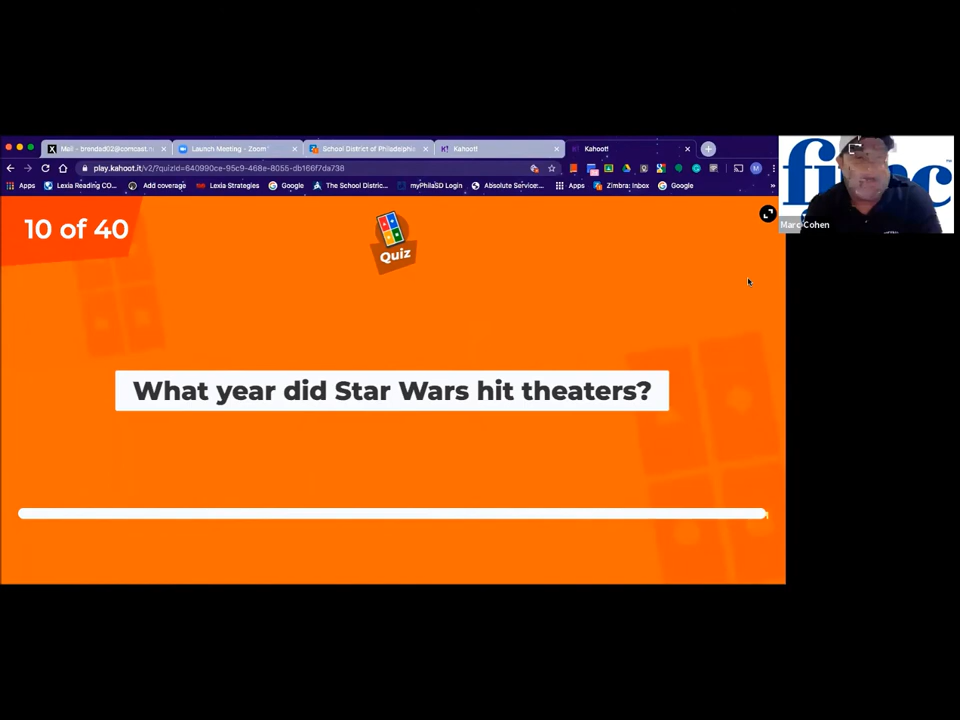 Mail - brenda02@comcast.n
Launch Meeting - Zoom
School District of Philadelphia
Kahoot!
Kahoot!
play.kahoot.it/v2/?quizId=640990ce-95c9-468e-8055-db166f7da738
M
Apps
Lexia Reading CO...
Add coverage
Lexia Strategies
Google
The School Distric...
myPhilaSD Login
Absolute Service:...
Apps
Zimbra: Inbox
Google
»
Marc Cohen
10 of 40
Quiz
What year did Star Wars hit theaters?